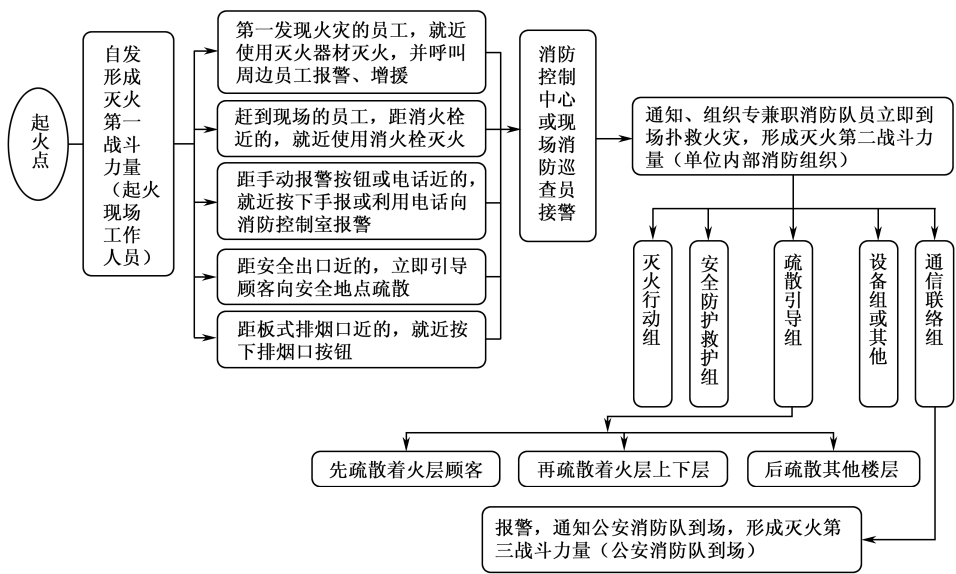 起火点
自发
形成
灭火
第一
战斗
力量
（起火
现场
工作
人员）
第一发现火灾的员工，就近
使用灭火器材灭火，并呼叫
周边员工报警、增援
赶到现场的员工，距消火栓
近的，就近使用消火栓灭火
距手动报警按钮或电话近的，
就近按下手报或利用电话向
消防控制室报警
距安全出口近的，立即引导
顾客向安全地点疏散
距板式排烟口近的，就近按
下排烟口按钮
消防
控制
中心
或现
场消
防巡
查员
接警
通知、组织专兼职消防队员立即到
场扑救火灾，形成灭火第二战斗力
量（单位内部消防组织）
灭火行动组
安全防护救护组
疏散引导组
设备组或其他
通信联络组
先疏散着火层顾客
再疏散着火层上下层
后疏散其他楼层
报警，通知公安消防队到场，形成灭火第
三战斗力量（公安消防队到场）